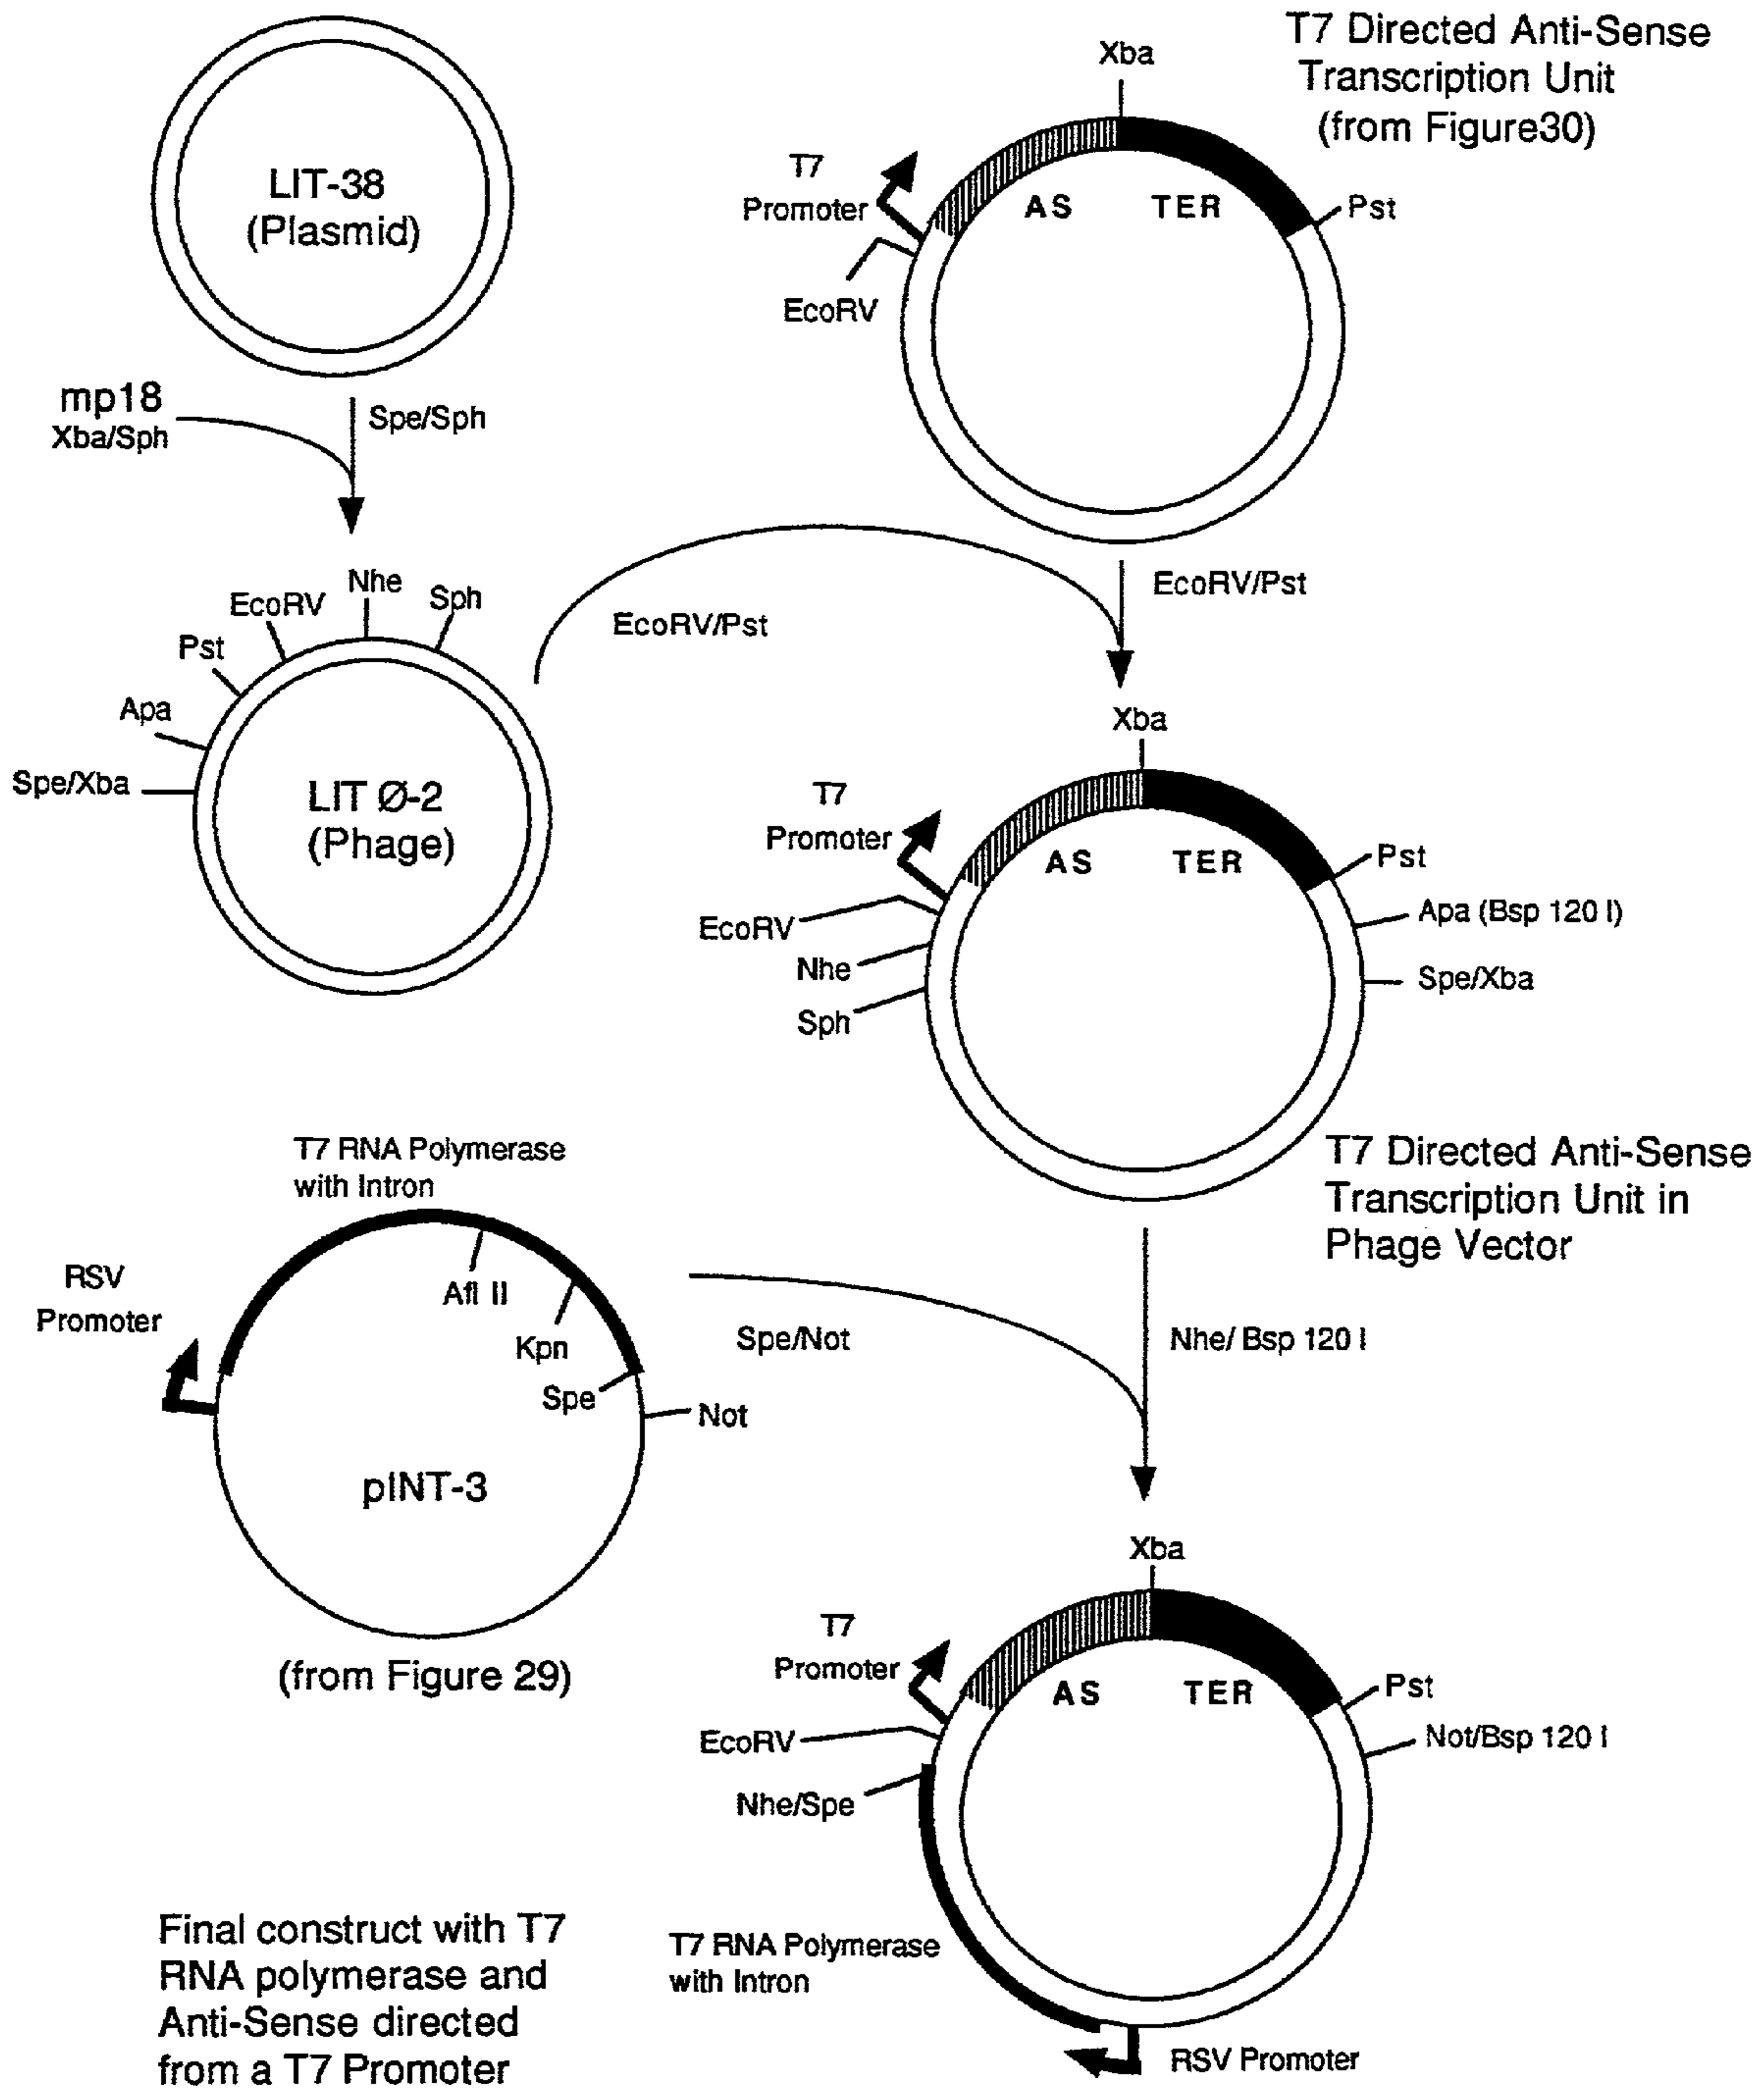 LIT-38
(Plasmid)
mp18
Xba/Sph
Spe/Sph
T7 Directed Anti-Sense
Transcription Unit
(from Figure30)
Xba
T7
Promoter
EcoRV
AS
TER
Pst
EcoRV/Pst
EcoRV/Pst
Nhe
EcoRV
Sph
Pst
Apa
Spe/Xba
LIT Ø-2
(Phage)
Xba
T7
Promoter
AS
TER
Pst
EcoRV
Apa (Bsp 120 I)
Nhe
Spe/Xba
Sph
T7 Directed Anti-Sense
Transcription Unit in
Phage Vector
T7 RNA Polymerase
with Intron
RSV
Promoter
Afl II
Kpn
Spe
Not
pINT-3
(from Figure 29)
Spe/Not
Nhe/ Bsp 120 I
Xba
T7
Promoter
AS
TER
Pst
EcoRV
Not/Bsp 120 I
Nhe/Spe
T7 RNA Polymerase
with Intron
RSV Promoter
Final construct with T7
RNA polymerase and
Anti-Sense directed
from a T7 Promoter